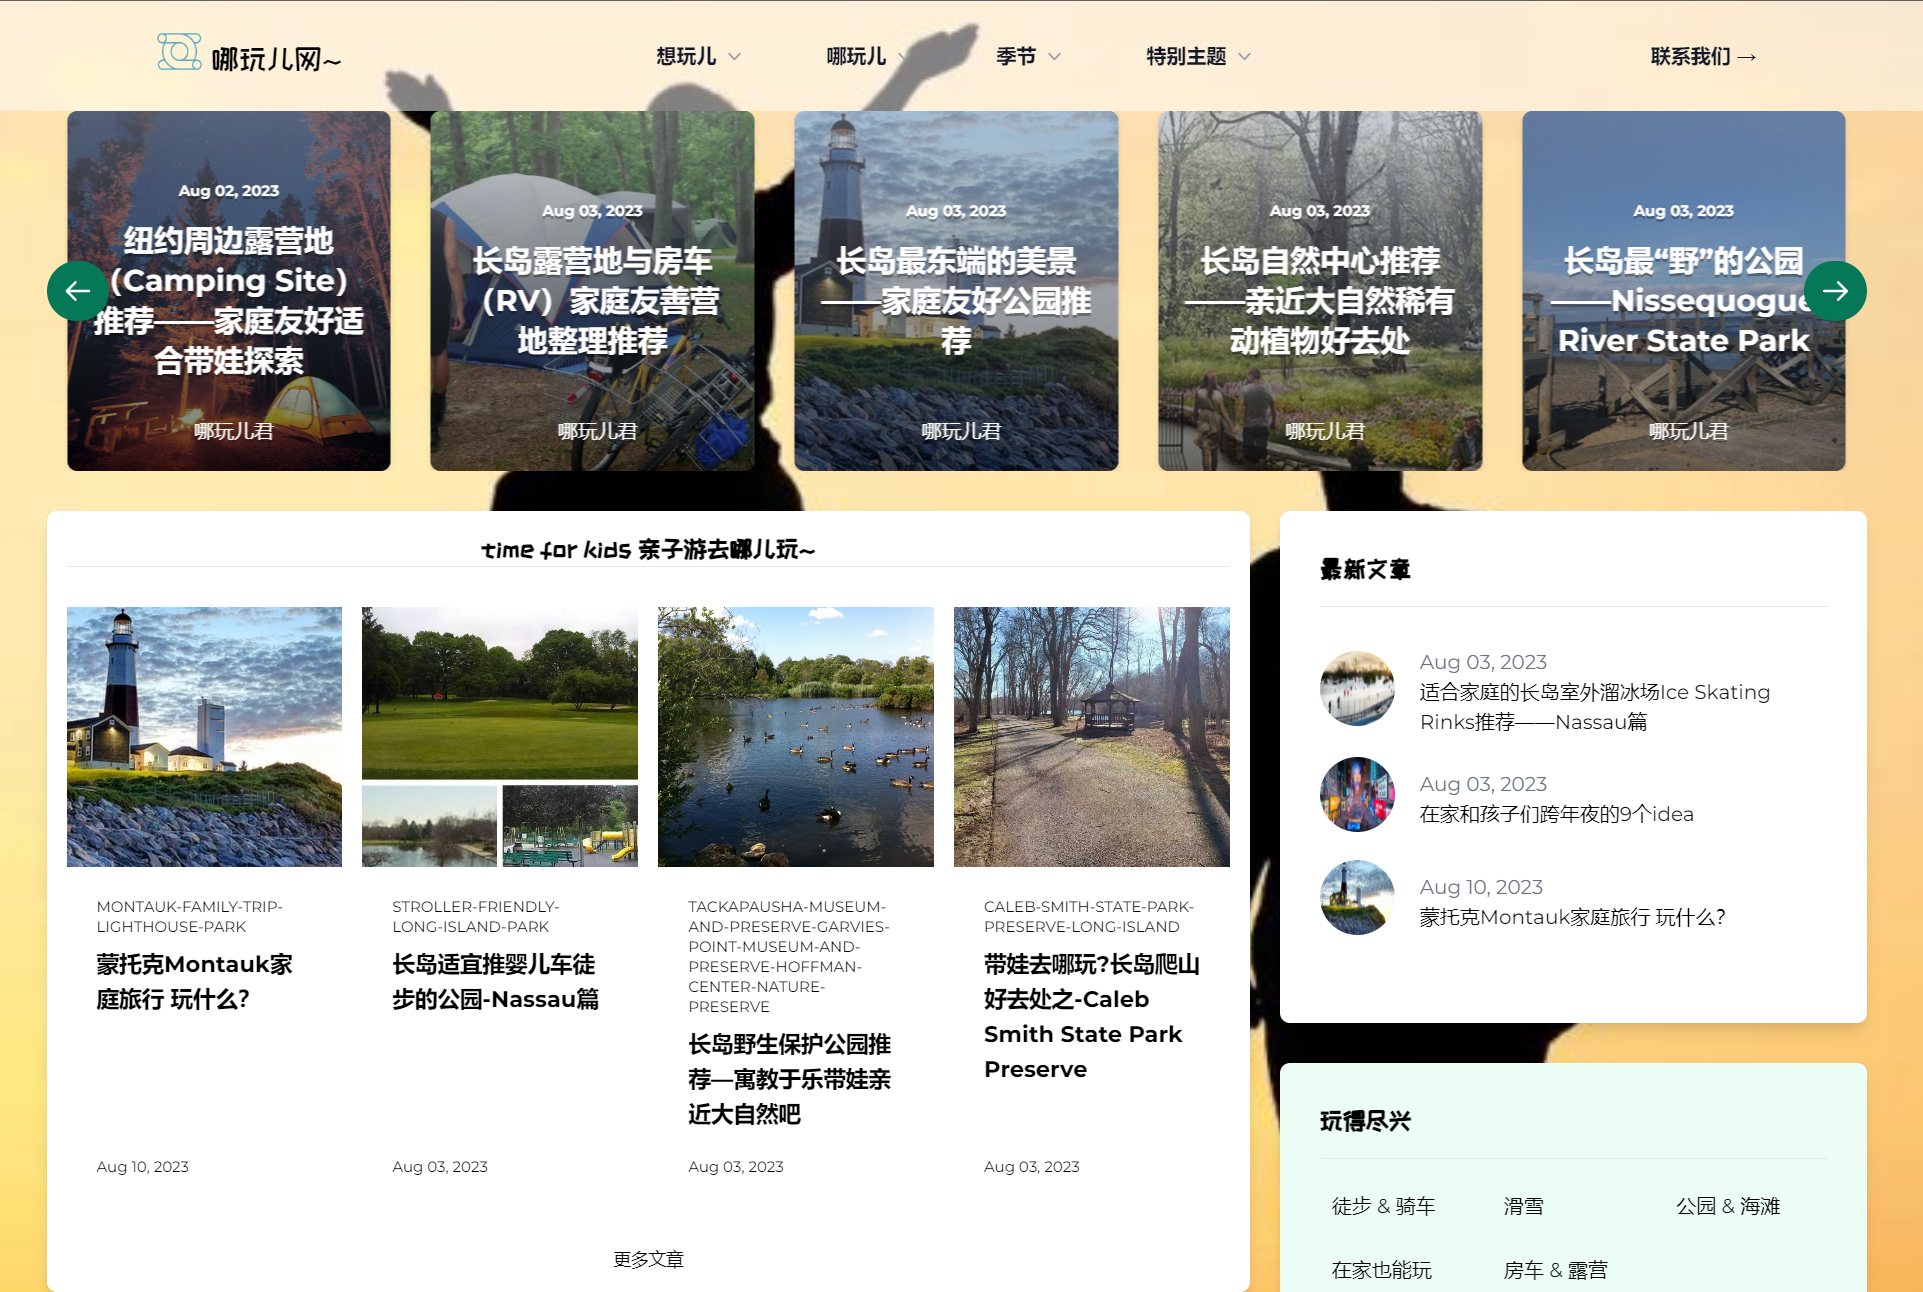 哪玩儿网~
想玩儿
哪玩儿
季节
特别主题
联系我们 →
Aug 02, 2023
纽约周边露营地
（Camping Site）
推荐——家庭友好适
合带娃探索
哪玩儿君
Aug 03, 2023
长岛露营地与房车
（RV）家庭友善营
地整理推荐
哪玩儿君
Aug 03, 2023
长岛最东端的美景
——家庭友好公园推
荐
哪玩儿君
Aug 03, 2023
长岛自然中心推荐
——亲近大自然稀有
动植物好去处
哪玩儿君
Aug 03, 2023
长岛最“野”的公园
——Nissequogue
River State Park
哪玩儿君
time for kids 亲子游去哪儿玩~
MONTAUK-FAMILY-TRIP-
LIGHTHOUSE-PARK
蒙托克Montauk家
庭旅行 玩什么？
Aug 10, 2023
STROLLER-FRIENDLY-
LONG-ISLAND-PARK
长岛适宜推婴儿车徒
步的公园-Nassau篇
Aug 03, 2023
TACKAPAUSHA-MUSEUM-
AND-PRESERVE-GARVIES-
POINT-MUSEUM-AND-
PRESERVE-HOFFMAN-
CENTER-NATURE-
PRESERVE
长岛野生保护公园推
荐—寓教于乐带娃亲
近大自然吧
Aug 03, 2023
CALEB-SMITH-STATE-PARK-
PRESERVE-LONG-ISLAND
带娃去哪玩?长岛爬山
好去处之-Caleb
Smith State Park
Preserve
Aug 03, 2023
更多文章
最新文章
Aug 03, 2023
适合家庭的长岛室外溜冰场Ice Skating
Rinks推荐——Nassau篇
Aug 03, 2023
在家和孩子们跨年夜的9个idea
Aug 10, 2023
蒙托克Montauk家庭旅行 玩什么？
玩得尽兴
徒步 & 骑车
滑雪
公园 & 海滩
在家也能玩
房车 & 露营